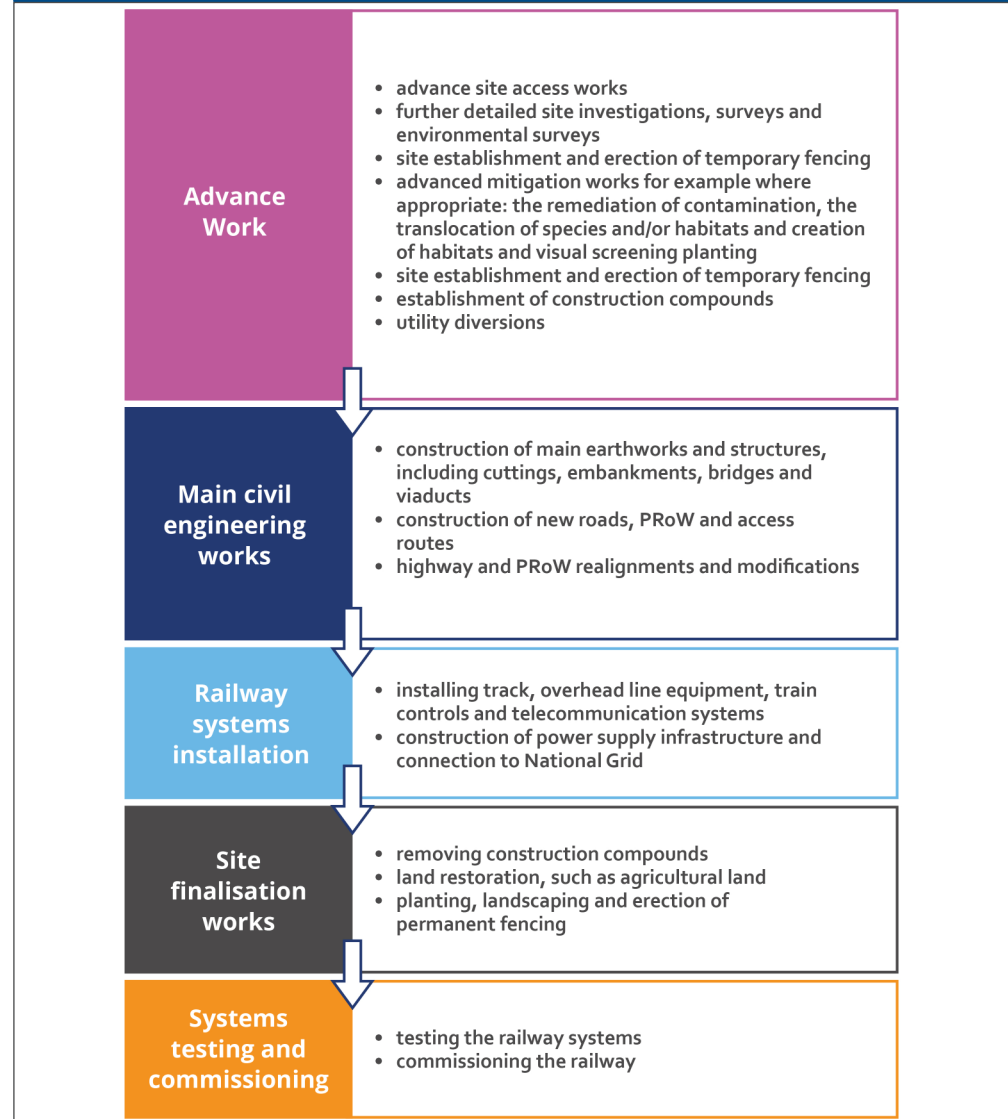 Advance
Work
• advance site access works
• further detailed site investigations, surveys and
environmental surveys
• site establishment and erection of temporary fencing
• advanced mitigation works for example where
appropriate: the remediation of contamination, the
translocation of species and/or habitats and creation
of habitats and visual screening planting
• site establishment and erection of temporary fencing
• establishment of construction compounds
• utility diversions
Main civil
engineering
works
• construction of main earthworks and structures,
including cuttings, embankments, bridges and
viaducts
• construction of new roads, PRoW and access
routes
• highway and PRoW realignments and modifications
Railway
systems
installation
• installing track, overhead line equipment, train
controls and telecommunication systems
• construction of power supply infrastructure and
connection to National Grid
Site
finalisation
works
• removing construction compounds
• land restoration, such as agricultural land
• planting, landscaping and erection of
permanent fencing
Systems
testing and
commissioning
• testing the railway systems
• commissioning the railway